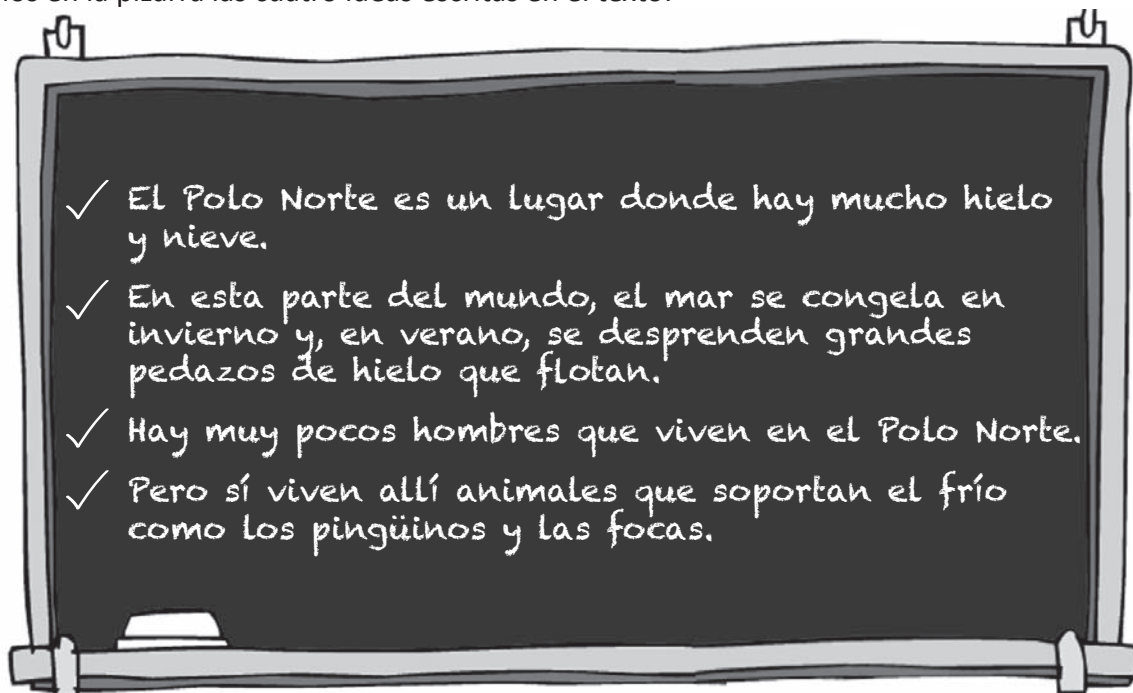 El Polo Norte es un lugar donde hay mucho hielo
y nieve.
En esta parte del mundo, el mar se congela en
invierno y, en verano, se desprenden grandes
pedazos de hielo que flotan.
Hay muy pocos hombres que viven en el Polo Norte.
Pero sí viven allí animales que soportan el frío
como los pingüinos y las focas.